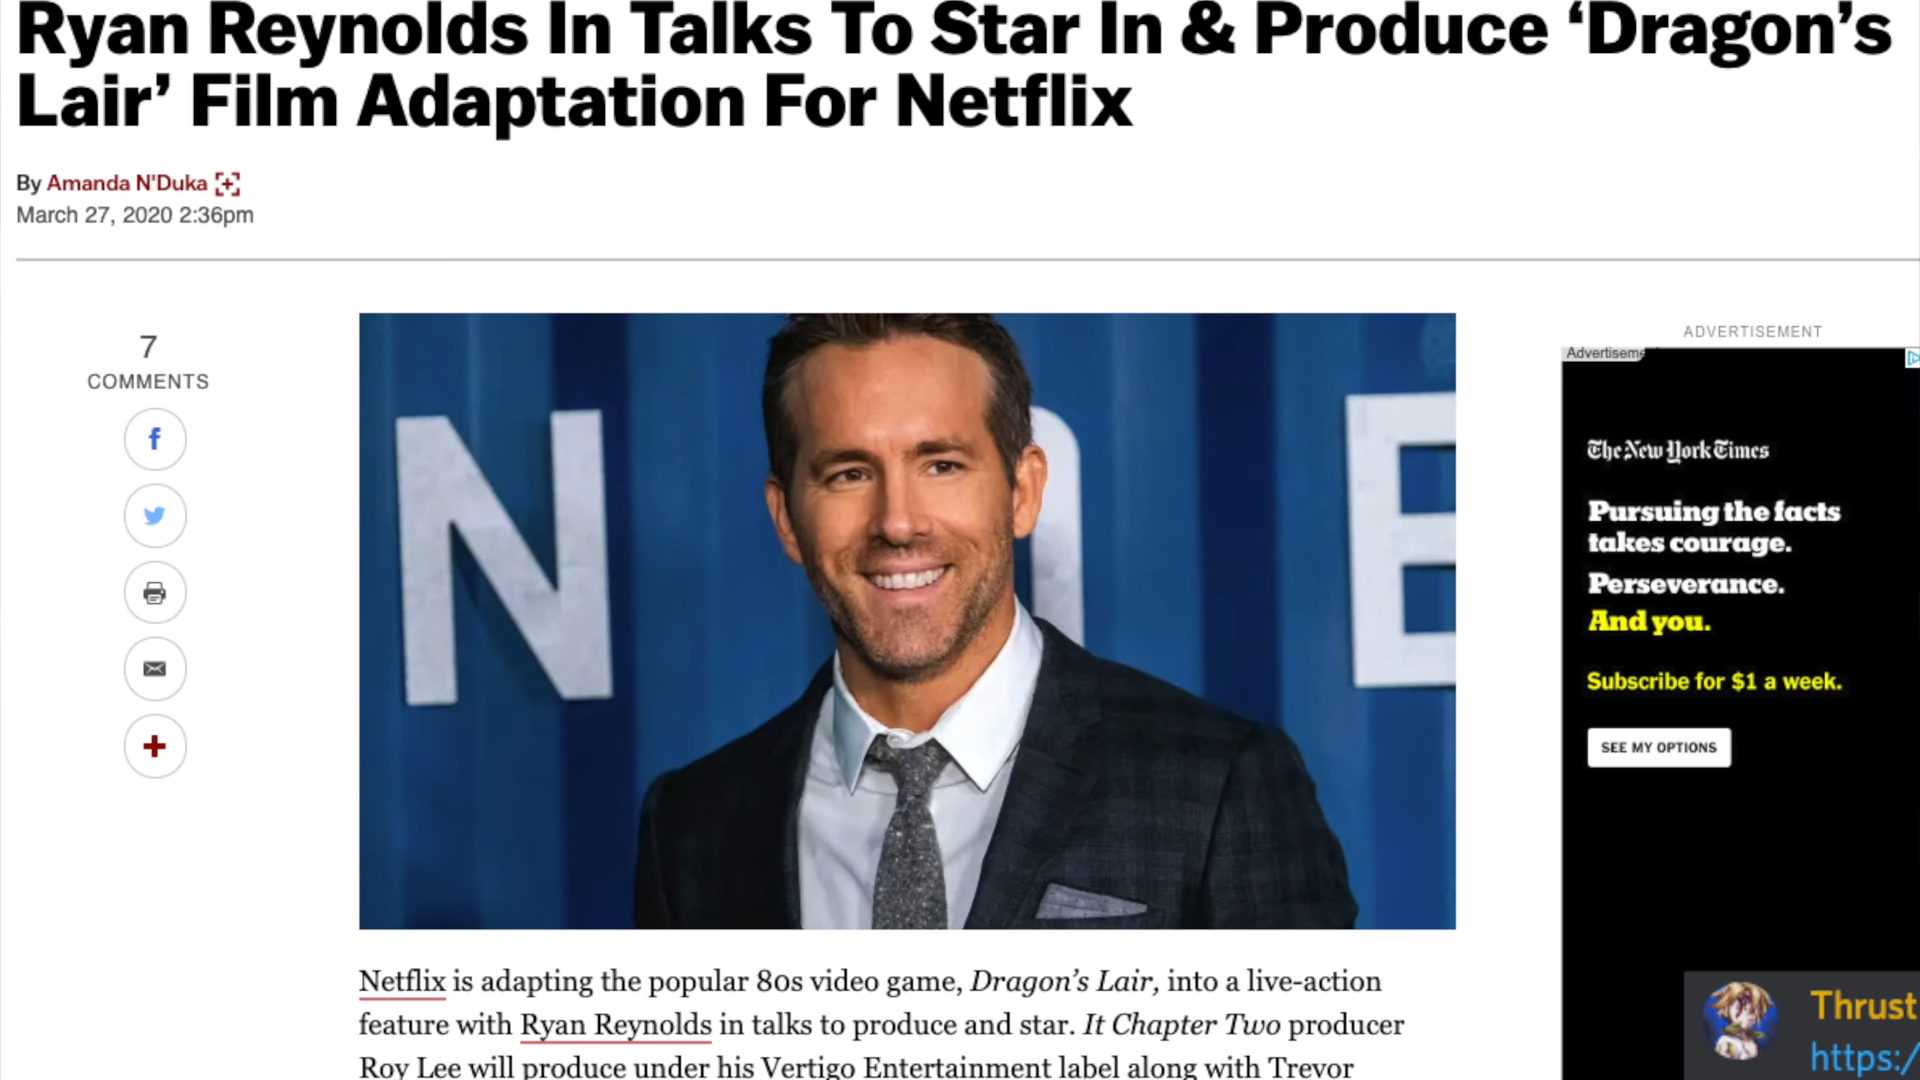 Ryan Reynolds In Talks To Star In & Produce ‘Dragon’s
Lair’ Film Adaptation For Netflix
By Amanda N'Duka
March 27, 2020 2:36pm
7
COMMENTS
N
E
Netflix is adapting the popular 80s video game, Dragon’s Lair, into a live-action
feature with Ryan Reynolds in talks to produce and star. It Chapter Two producer
Roy Lee will produce under his Vertigo Entertainment label along with Trevor
ADVERTISEMENT
Advertiseme
The New York Times
Pursuing the facts
takes courage.
Perseverance.
And you.
Subscribe for $1 a week.
SEE MY OPTIONS
Thrust
https:/